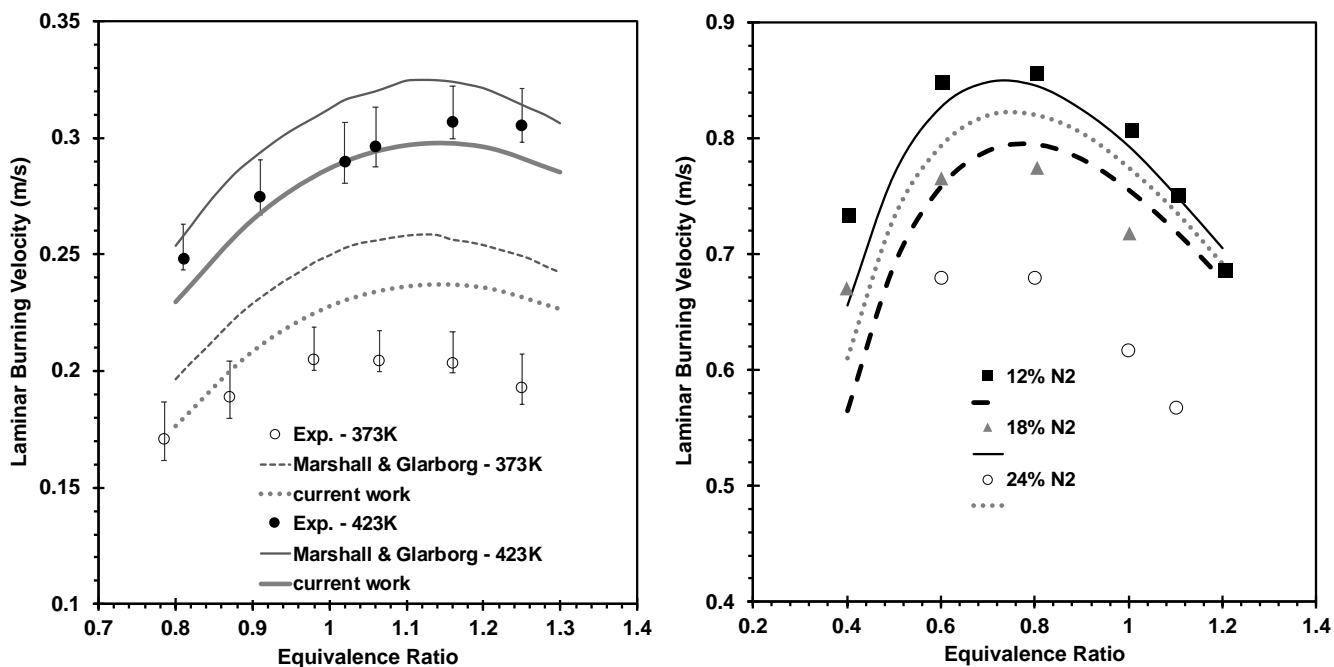 0.35
0.3
0.25
0.2
0.15
0.1
0.7
0.8
0.9
1
1.1
1.2
1.3
1.4
Laminar Burning Velocity (m/s)
Equivalence Ratio
Exp. - 373K
Marshall & Glarborg - 373K
current work
Exp. - 423K
Marshall & Glarborg - 423K
current work
0.9
0.8
0.7
0.6
0.5
0.4
0.2
0.4
0.6
0.8
1
1.2
1.4
Laminar Burning Velocity (m/s)
Equivalence Ratio
12% N2
18% N2
24% N2